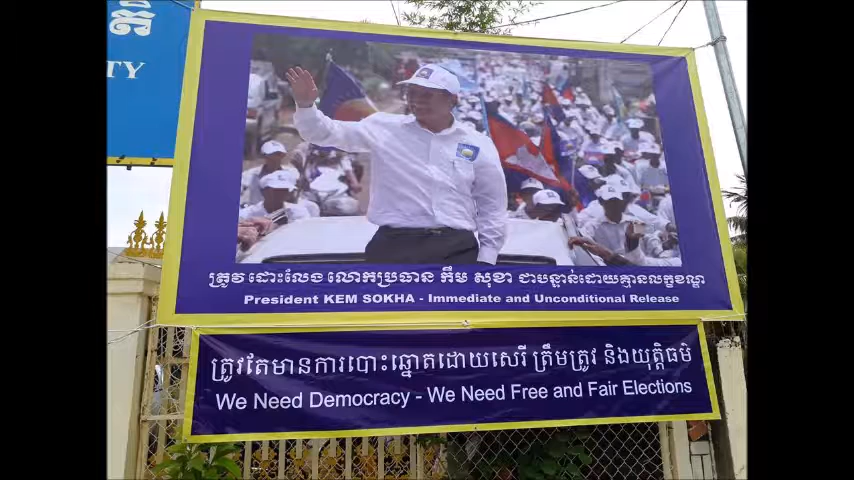 TY
ត្រូវ ដោះលែង លោកប្រធាន កឹម សុខា ជាបន្ទាន់ដោយគ្មានលក្ខខណ្ឌ
President KEM SOKHA - Immediate and Unconditional Release
ត្រូវតែមានការបោះឆ្នោតដោយសេរី ត្រឹមត្រូវ និងយុត្តិធម៌
We Need Democracy - We Need Free and Fair Elections